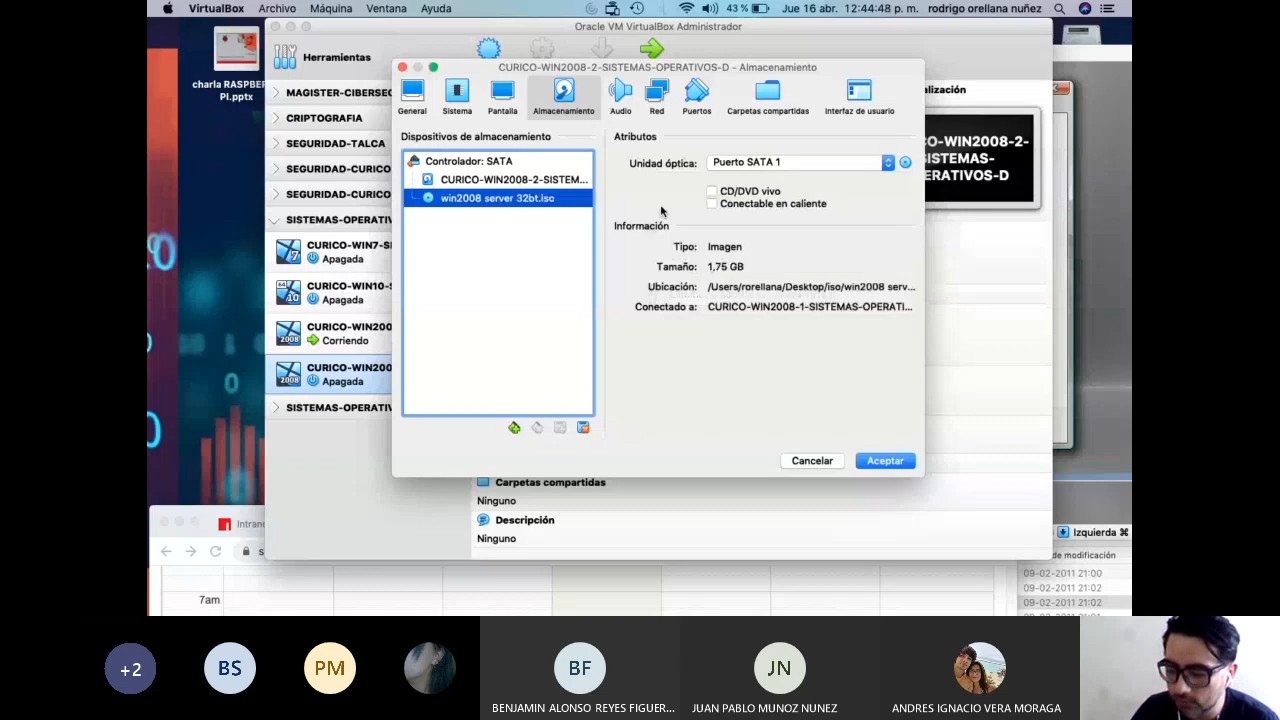 VirtualBox Archivo Máquina Ventana Ayuda 43 % Jue 16 abr. 12:44:48 p. m. rodrigo orellana nuñez
Oracle VM VirtualBox Administrador
charla RASPBER
PI.pptx
Herramientas
MAGISTER-CIBERSEC
CRIPTOGRAFIA
SEGURIDAD-TALCA
SEGURIDAD-CURICO
SEGURIDAD-CURICO
SISTEMAS-OPERATIV
CURICO-WIN7-S
Apagada
CURICO-WIN10-S
Apagada
CURICO-WIN200
Corriendo
CURICO-WIN200
Apagada
SISTEMAS-OPERATIV
CURICO-WIN2008-2-SISTEMAS-OPERATIVOS-D - Almacenamiento
General Sistema Pantalla Almacenamiento Audio Red Puertos Carpetas compartidas Interfaz de usuario
Dispositivos de almacenamiento
Controlador: SATA
CURICO-WIN2008-2-SISTEM...
win2008 server 32bt.iso
Atributos
Unidad óptica: Puerto SATA 1
CD/DVD vivo
Conectable en caliente
Información
Tipo: Imagen
Tamaño: 1,75 GB
Ubicación: /Users/rorellana/Desktop/iso/win2008 serv...
Conectado a: CURICO-WIN2008-1-SISTEMAS-OPERATI...
Cancelar Aceptar
alización
CO-WIN2008-2-
ISTEMAS-
ERATIVOS-D
Carpetas compartidas
Ninguno
Descripción
Ninguno
Intran
s
7am
Izquierda ⌘
de modificación
09-02-2011 21:00
09-02-2011 21:02
09-02-2011 21:02
+2
BS
PM
BF
BENJAMIN ALONSO REYES FIGUER...
JN
JUAN PABLO MUNOZ NUNEZ
ANDRES IGNACIO VERA MORAGA